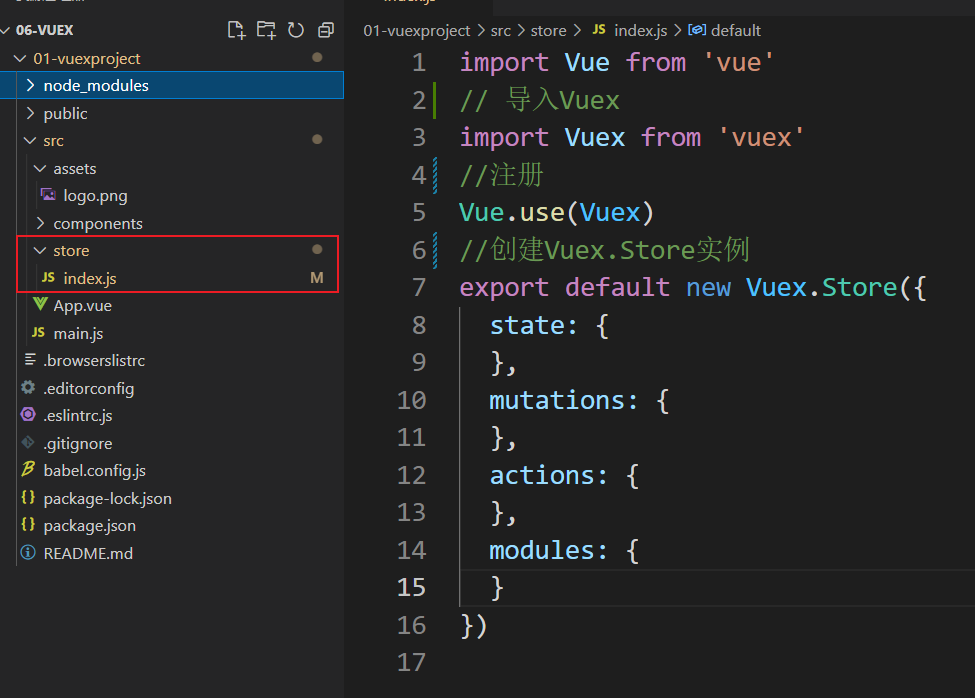 06-VUEX
01-vuexproject
node_modules
public
src
assets
logo.png
components
store
JS index.js M
App.vue
JS main.js
.browserslistrc
.editorconfig
.eslintrc.js
.gitignore
babel.config.js
{} package-lock.json
{} package.json
README.md
01-vuexproject > src > store > JS index.js > default
1 import Vue from 'vue'
2 // 导入Vuex
3 import Vuex from 'vuex'
4 //注册
5 Vue.use(Vuex)
6 //创建Vuex.Store实例
7 export default new Vuex.Store({
8 state: {
9 },
10 mutations: {
11 },
12 actions: {
13 },
14 modules: {
15 }
16 })
17